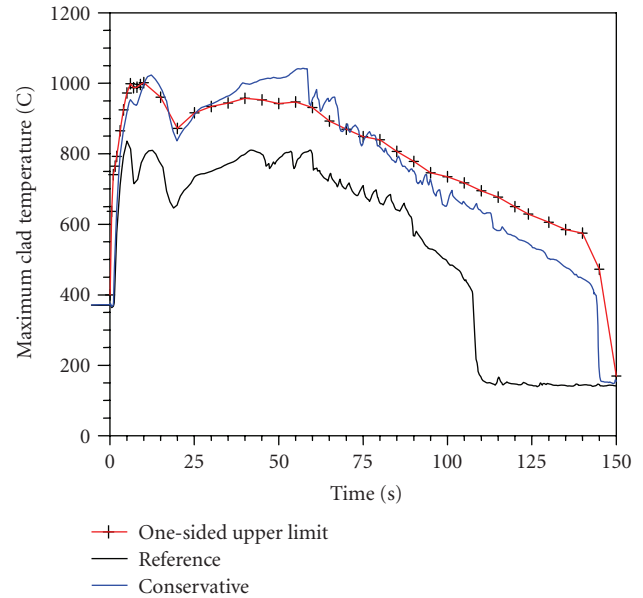 1200
1000
800
600
400
200
0
Maximum clad temperature (C)
0
25
50
75
100
125
150
Time (s)
One-sided upper limit
Reference
Conservative